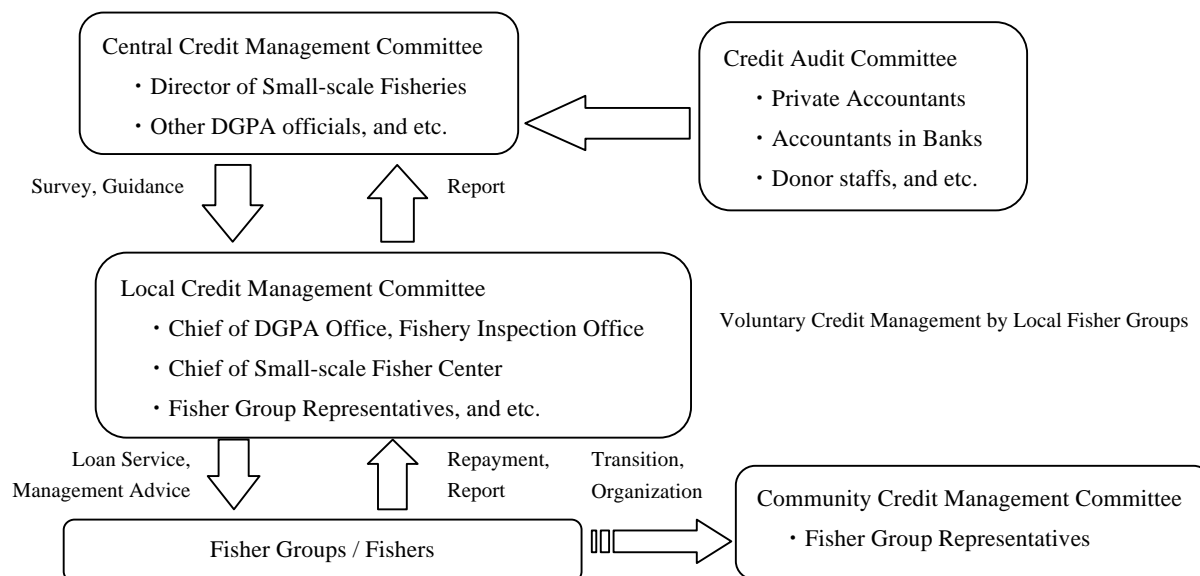 Central Credit Management Committee
・Director of Small-scale Fisheries
・Other DGPA officials, and etc.
Credit Audit Committee
・Private Accountants
・Accountants in Banks
・Donor staffs, and etc.
Survey, Guidance
Report
Local Credit Management Committee
・Chief of DGPA Office, Fishery Inspection Office
・Chief of Small-scale Fisher Center
・Fisher Group Representatives, and etc.
Voluntary Credit Management by Local Fisher Groups
Loan Service,
Management Advice
Repayment,
Report
Transition,
Organization
Fisher Groups / Fishers
Community Credit Management Committee
・Fisher Group Representatives